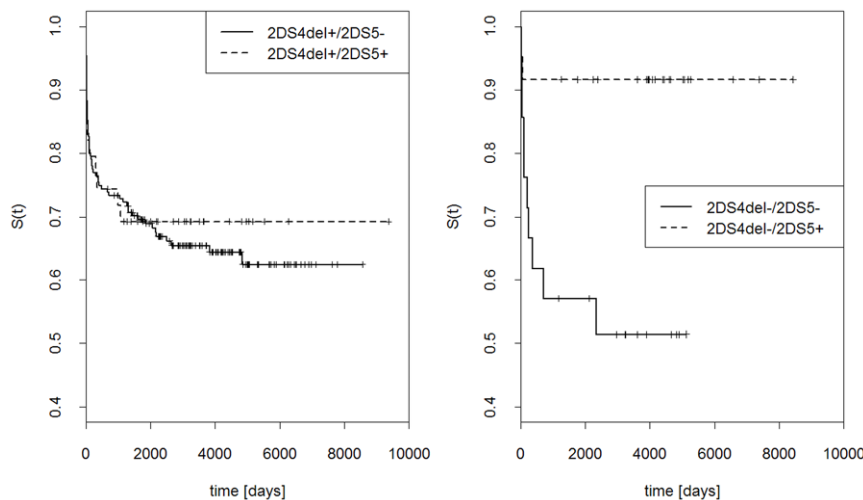 2DS4del+/2DS5-
2DS4del+/2DS5+
S(t)
1.0
0.9
0.8
0.7
0.6
0.5
0.4
0 2000 4000 6000 8000 10000
time [days]
2DS4del-/2DS5-
2DS4del-/2DS5+
S(t)
1.0
0.9
0.8
0.7
0.6
0.5
0.4
0 2000 4000 6000 8000 10000
time [days]